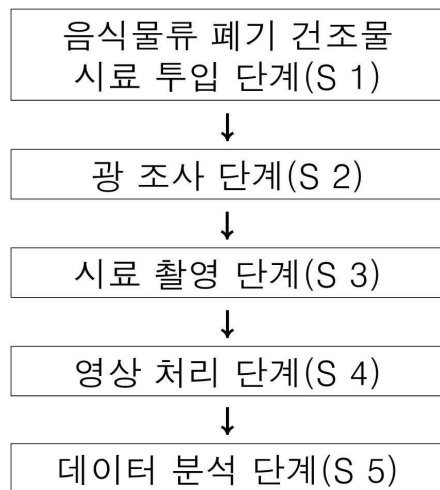 음식물류 폐기 건조물
시료 투입 단계(S 1)
↓
광 조사 단계(S 2)
↓
시료 촬영 단계(S 3)
↓
영상 처리 단계(S 4)
↓
데이터 분석 단계(S 5)